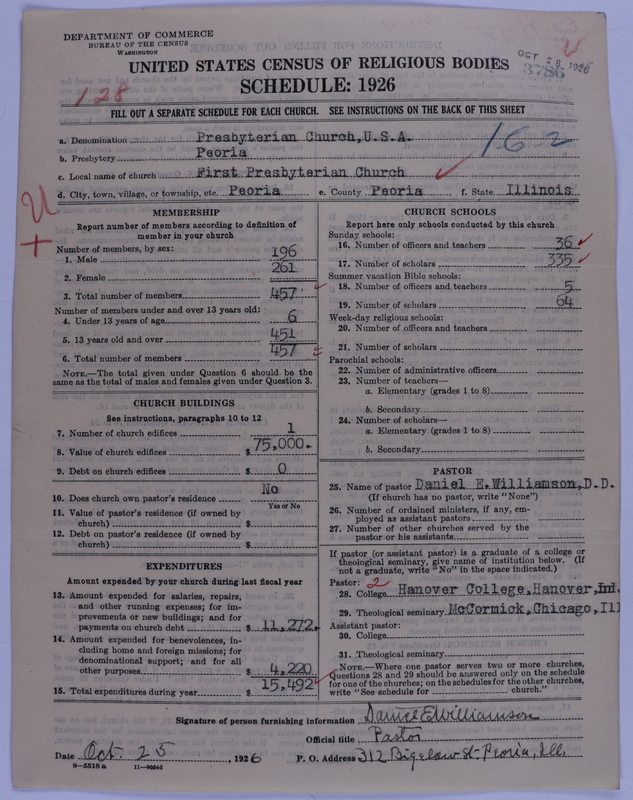 DEPARTMENT OF COMMERCE
BUREAU OF THE CENSUS
WASHINGTON
OCT 28 1926
3786
UNITED STATES CENSUS OF RELIGIOUS BODIES
SCHEDULE: 1926
128
FILL OUT A SEPARATE SCHEDULE FOR EACH CHURCH. SEE INSTRUCTIONS ON THE BACK OF THIS SHEET
a. Denomination Presbyterian Church, U.S.A.
162
b. Presbytery Peoria
c. Local name of church First Presbyterian Church
d. City, town, village, or township, etc. Peoria e. County Peoria f. State Illinois
MEMBERSHIP
Report number of members according to definition of
member in your church
Number of members, by sex:
1. Male 196
2. Female 261
3. Total number of members 457
Number of members under and over 13 years old:
4. Under 13 years of age 6
5. 13 years old and over 451
6. Total number of members 457
NOTE.—The total given under Question 6 should be
same as the total of males and females given under Question 3.
CHURCH BUILDINGS
See instructions, paragraphs 10 to 12
7. Number of church edifices 1
8. Value of church edifices $ 75,000.
9. Debt on church edifices $ 0
10. Does church own pastor's residence No
Yes or No
11. Value of pastor's residence (if owned by
church) $
12. Debt on pastor's residence (if owned by
church) $
EXPENDITURES
Amount expended by your church during last fiscal year
13. Amount expended for salaries, repairs,
and other running expenses; for im-
provements or new buildings; and for
payments on church debt $ 11,272.
14. Amount expended for benevolences, in-
cluding home and foreign missions; for
denominational support; and for all
other purposes $ 4,220
15. Total expenditures during year $ 15,492
CHURCH SCHOOLS
Report here only schools conducted by this church
Sunday schools:
16. Number of officers and teachers 36
17. Number of scholars 335
Summer vacation Bible schools:
18. Number of officers and teachers 5
19. Number of scholars 64
Week-day religious schools:
20. Number of officers and teachers
21. Number of scholars
Parochial schools:
22. Number of administrative officers
23. Number of teachers—
a. Elementary (grades 1 to 8)
b. Secondary
24. Number of scholars—
a. Elementary (grades 1 to 8)
b. Secondary
PASTOR
25. Name of pastor Daniel E. Williamson, D.D.
(If church has no pastor, write "None")
26. Number of ordained ministers, if any, em-
ployed as assistant pastors
27. Number of other churches served by the
pastor or his assistants
If pastor (or assistant pastor) is a graduate of a college or
theological seminary, give name of institution below. (If
not a graduate, write "No" in the space indicated.)
Pastor: 2
28. College Hanover College, Hanover, Ind.
29. Theological seminary McCormick, Chicago, Ill
Assistant pastor:
30. College
31. Theological seminary
NOTE.—Where one pastor serves two or more churches,
Questions 28 and 29 should be answered only on the schedule
for one of the churches; on the schedules for the other churches,
write "See schedule for church."
Signature of person furnishing information Daniel E Williamson
Official title Pastor
Date Oct. 25, 1926 P. O. Address 312 Bigelow St. Peoria, Ill.
8-5518 a